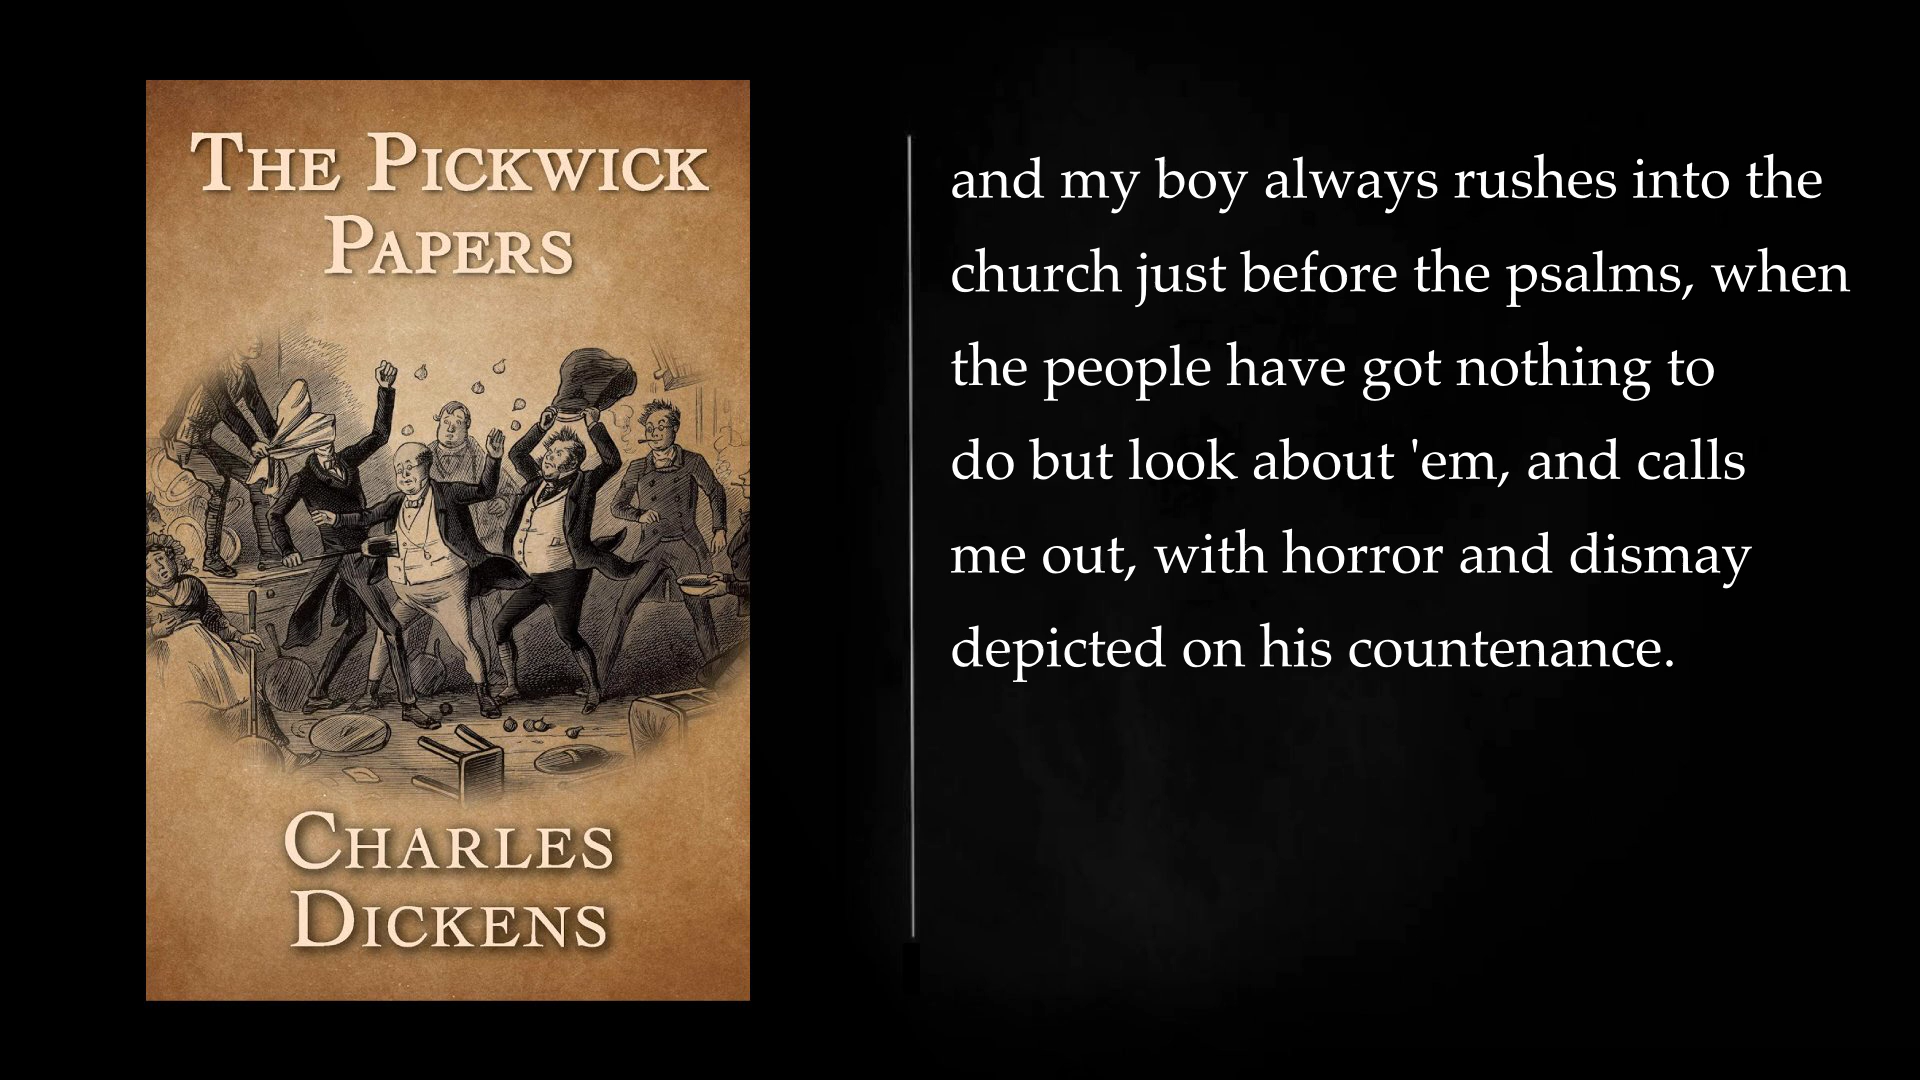 The Pickwick
Papers
Charles
Dickens
and my boy always rushes into the
church just before the psalms, when
the people have got nothing to
do but look about 'em, and calls
me out, with horror and dismay
depicted on his countenance.